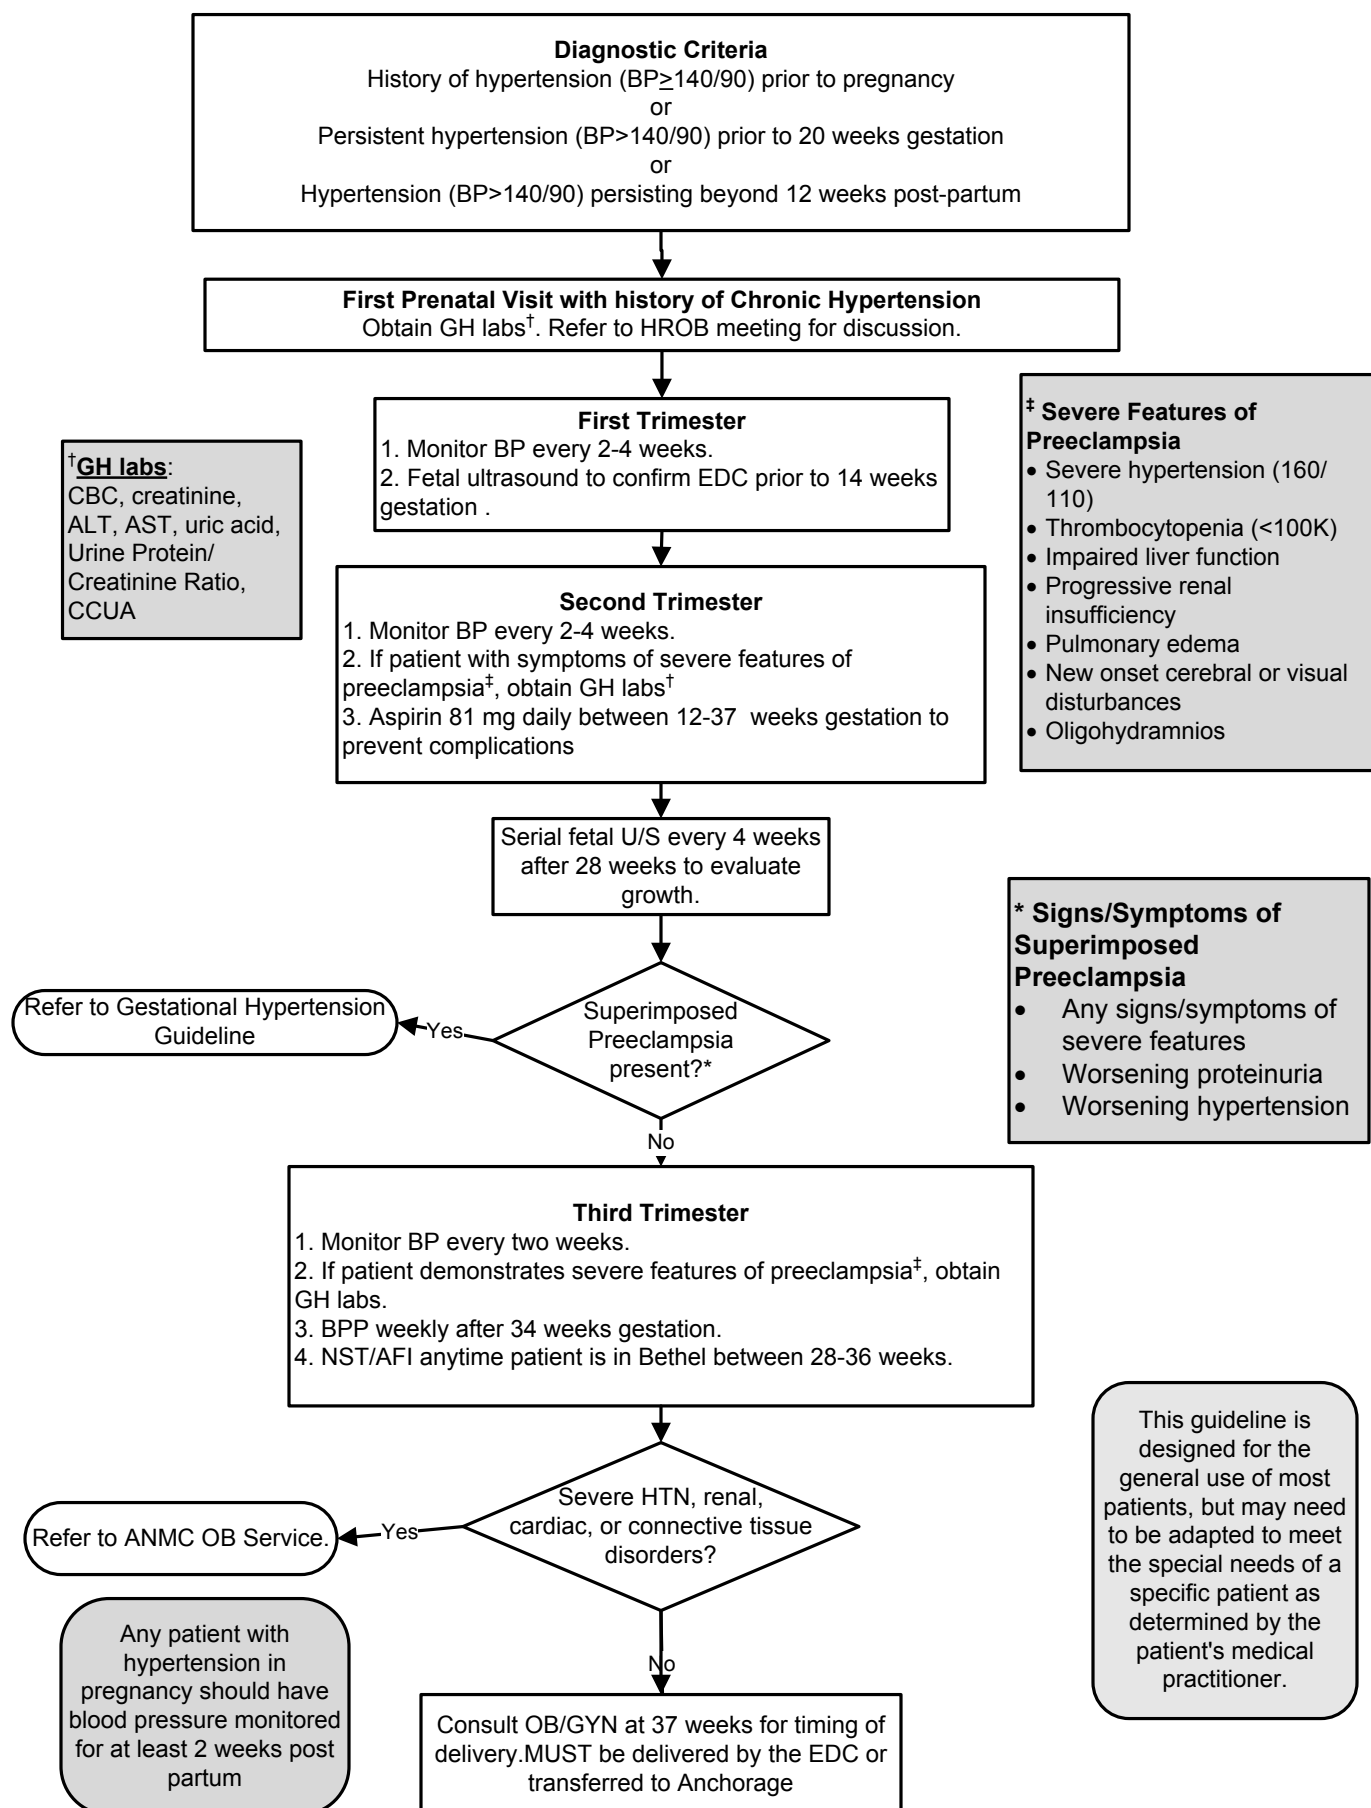 Diagnostic Criteria
History of hypertension (BP≥140/90) prior to pregnancy
or
Persistent hypertension (BP>140/90) prior to 20 weeks gestation
or
Hypertension (BP>140/90) persisting beyond 12 weeks post-partum
First Prenatal Visit with history of Chronic Hypertension
Obtain GH labs†. Refer to HROB meeting for discussion.
First Trimester
1. Monitor BP every 2-4 weeks.
2. Fetal ultrasound to confirm EDC prior to 14 weeks
gestation .
†GH labs:
CBC, creatinine,
ALT, AST, uric acid,
Urine Protein/
Creatinine Ratio,
CCUA
‡ Severe Features of
Preeclampsia
• Severe hypertension (160/
110)
• Thrombocytopenia (<100K)
• Impaired liver function
• Progressive renal
insufficiency
• Pulmonary edema
• New onset cerebral or visual
disturbances
• Oligohydramnios
Second Trimester
1. Monitor BP every 2-4 weeks.
2. If patient with symptoms of severe features of
preeclampsia‡, obtain GH labs†
3. Aspirin 81 mg daily between 12-37 weeks gestation to
prevent complications
Serial fetal U/S every 4 weeks
after 28 weeks to evaluate
growth.
* Signs/Symptoms of
Superimposed
Preeclampsia
• Any signs/symptoms of
severe features
• Worsening proteinuria
• Worsening hypertension
Superimposed
Preeclampsia
present?*
Yes
Refer to Gestational Hypertension
Guideline
No
Third Trimester
1. Monitor BP every two weeks.
2. If patient demonstrates severe features of preeclampsia‡, obtain
GH labs.
3. BPP weekly after 34 weeks gestation.
4. NST/AFI anytime patient is in Bethel between 28-36 weeks.
Severe HTN, renal,
cardiac, or connective tissue
disorders?
Yes
Refer to ANMC OB Service.
This guideline is
designed for the
general use of most
patients, but may need
to be adapted to meet
the special needs of a
specific patient as
determined by the
patient's medical
practitioner.
Any patient with
hypertension in
pregnancy should have
blood pressure monitored
for at least 2 weeks post
partum
No
Consult OB/GYN at 37 weeks for timing of
delivery.MUST be delivered by the EDC or
transferred to Anchorage